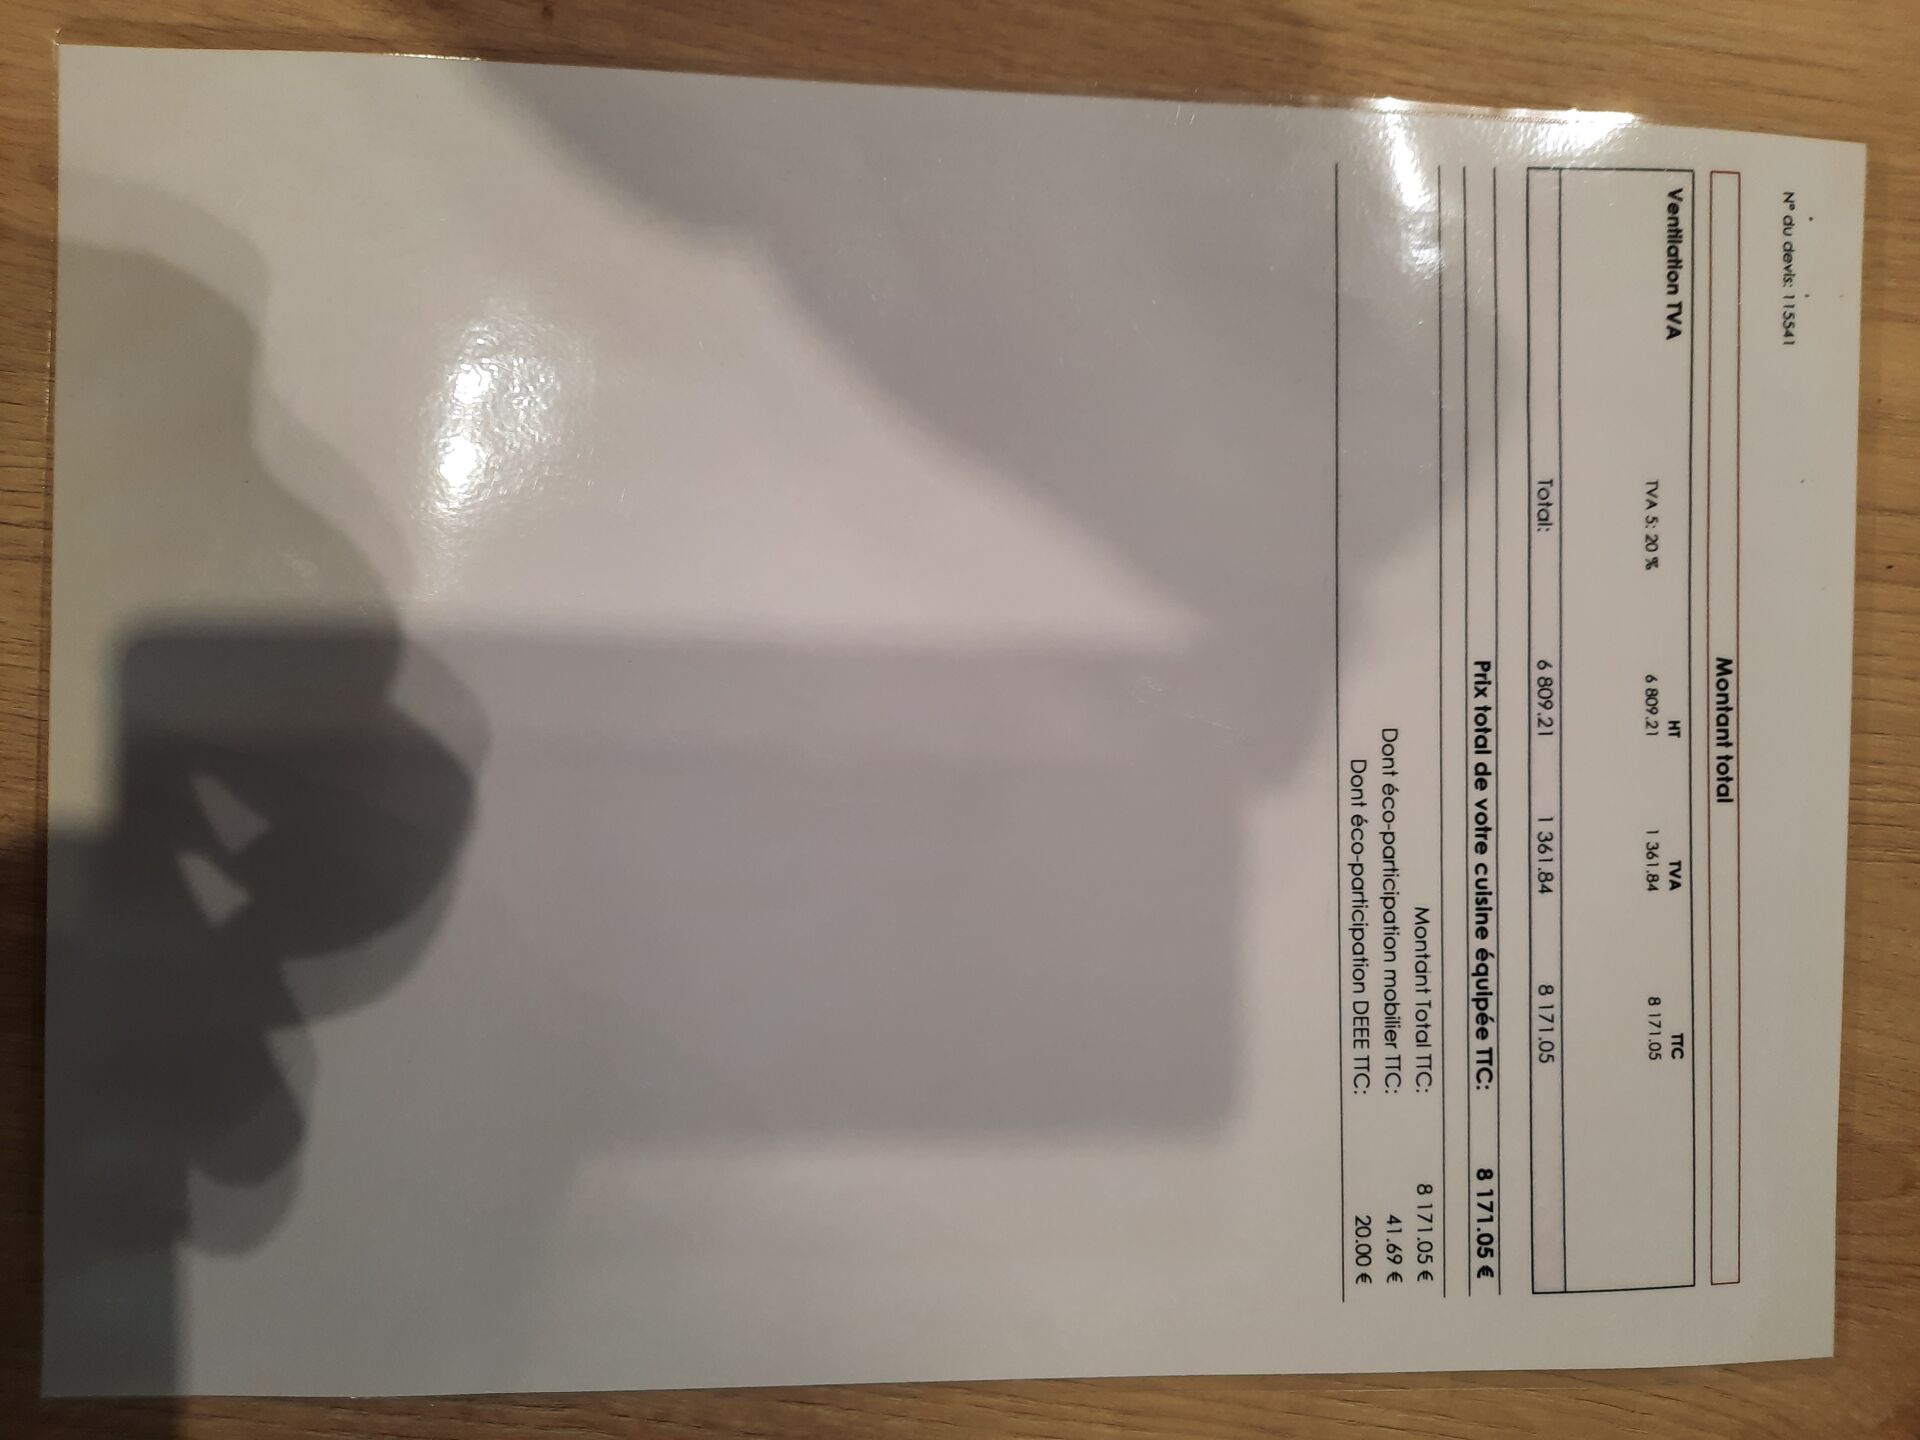 N° du devis: 115541
Montant total
Ventilation TVA
HT TVA TTC
TVA 5: 20 % 6 809.21 1 361.84 8 171.05
Total: 6 809.21 1 361.84 8 171.05
Prix total de votre cuisine équipée TTC: 8 171.05 €
Montant Total TTC: 8 171.05 €
Dont éco-participation mobilier TTC: 41.69 €
Dont éco-participation DEEE TTC: 20.00 €